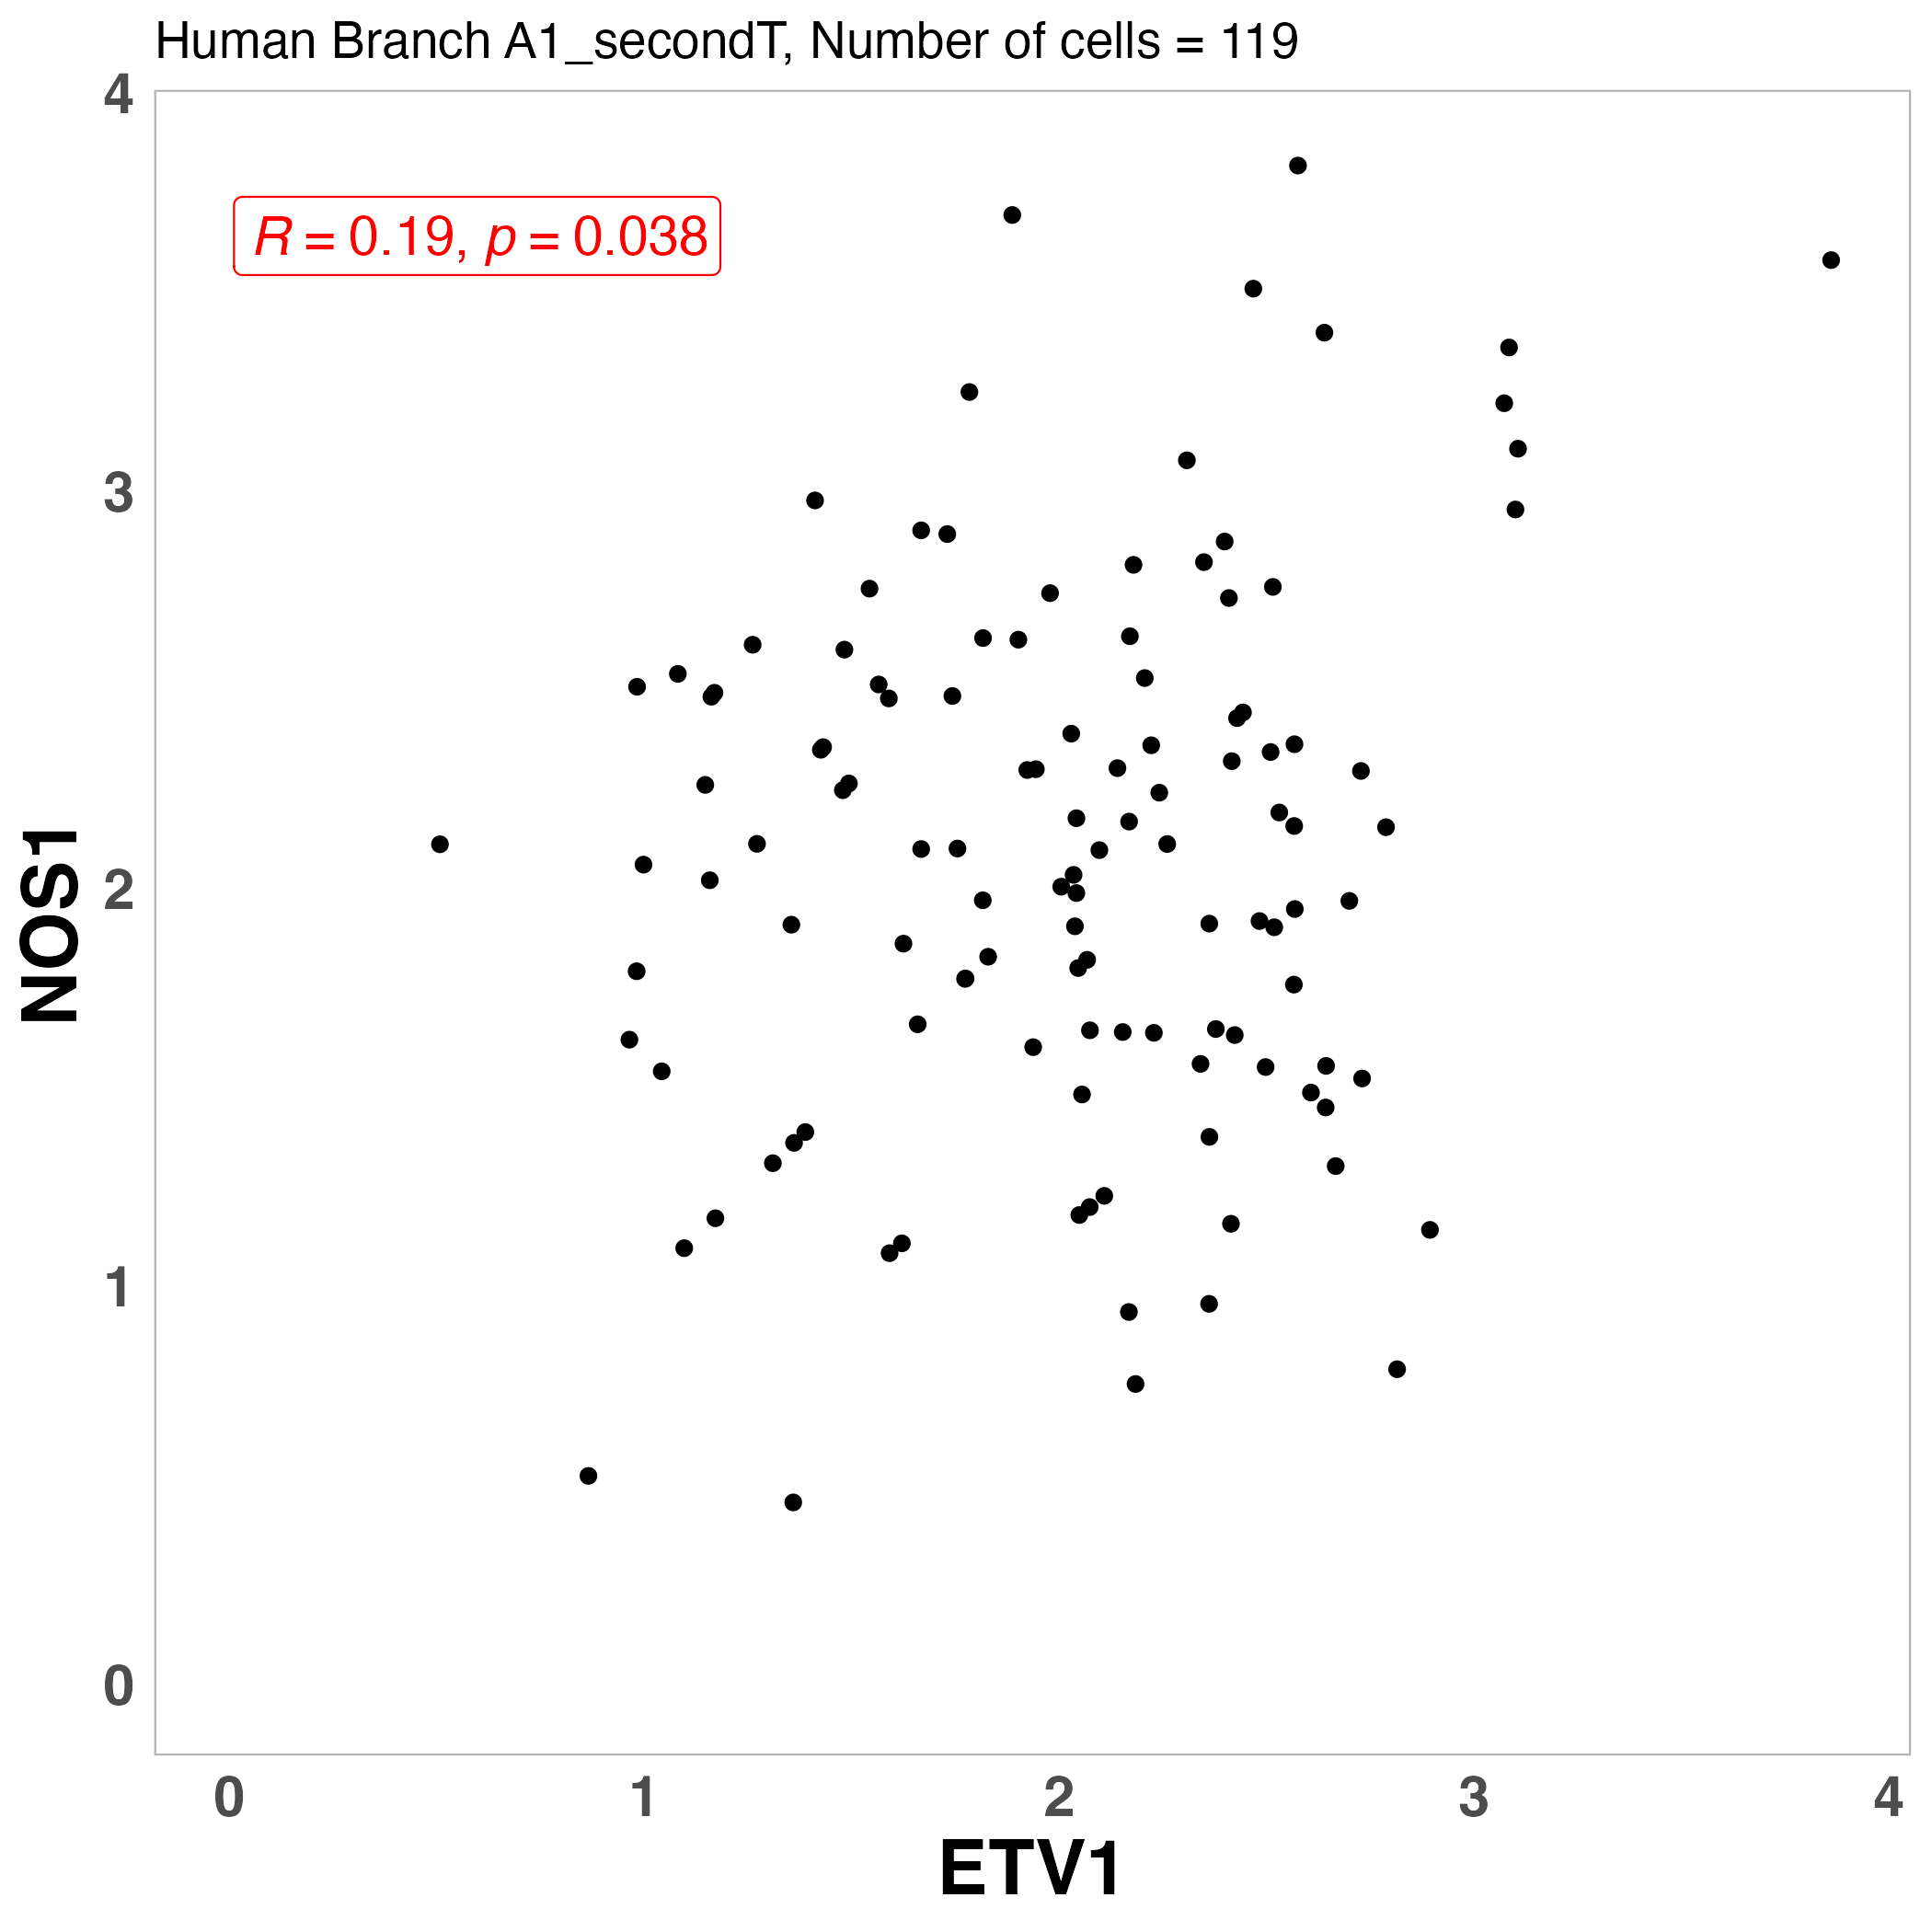 Human Branch A1_secondT, Number of cells = 119
4
R = 0.19, p = 0.038
3
2
1
0
NOS1
0 1 2 3 4
ETV1